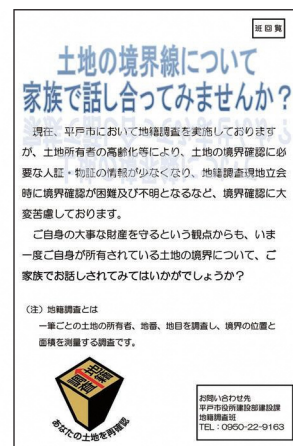 班回覧
土地の境界線について
家族で話し合ってみませんか?
現在、平戸市において地籍調査を実施しております
が、土地所有者の高齢化等により、土地の境界確認に必
要な人証・物証の情報が少なくなり、地籍調査現地立会
時に境界確認が困難及び不明となるなど、境界確認に大
変苦慮しております。
ご自身の大事な財産を守るという観点からも、いま
一度ご自身が所有されている土地の境界について、ご
家族でお話しされてみてはいかがでしょうか?
(注)地籍調査とは
一筆ごとの土地の所有者、地番、地目を調査し、境界の位置と
面積を測量する調査です。
地籍調査
あなたの土地を再確認
お問い合わせ先
平戸市役所建設部建設課
地籍調査班
TEL:0950-22-9163